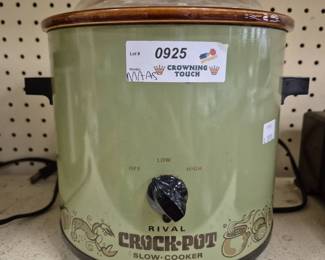 Lot #
0925
CROWNING
TOUCH
LOW
OFF HIGH
RIVAL
CROCK•POT
SLOW-COOKER